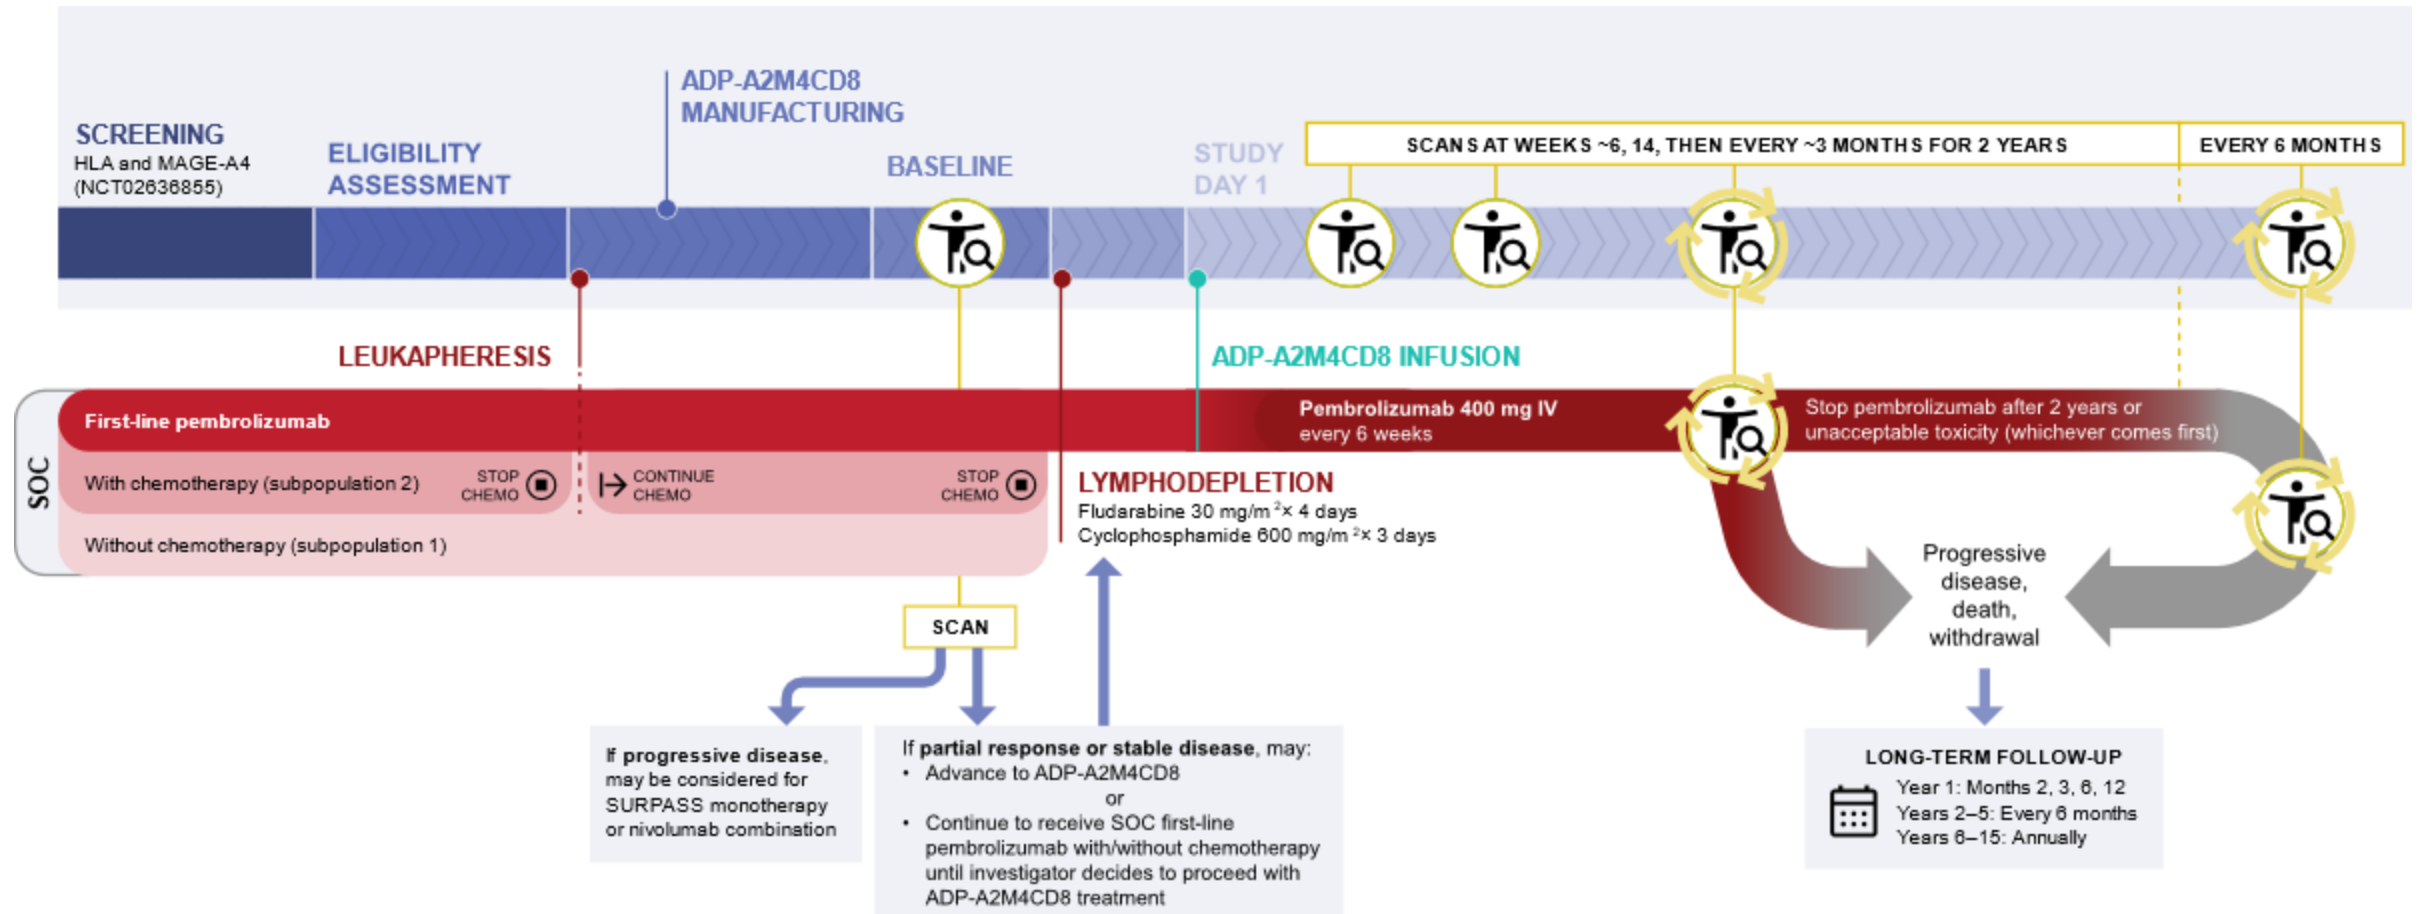 ADP-A2M4CD8
MANUFACTURING
SCREENING
HLA and MAGE-A4
(NCT02636855)
ELIGIBILITY
ASSESSMENT
BASELINE
STUDY
DAY 1
SCANS AT WEEKS ~6, 14, THEN EVERY ~3 MONTHS FOR 2 YEARS
EVERY 6 MONTHS
LEUKAPHERESIS
ADP-A2M4CD8 INFUSION
SOC
First-line pembrolizumab
Pembrolizumab 400 mg IV
every 6 weeks
Stop pembrolizumab after 2 years or
unacceptable toxicity (whichever comes first)
With chemotherapy (subpopulation 2)
STOP
CHEMO
CONTINUE
CHEMO
STOP
CHEMO
Without chemotherapy (subpopulation 1)
LYMPHODEPLETION
Fludarabine 30 mg/m ²× 4 days
Cyclophosphamide 600 mg/m ²× 3 days
Progressive
disease,
death,
withdrawal
SCAN
If progressive disease,
may be considered for
SURPASS monotherapy
or nivolumab combination
If partial response or stable disease, may:
• Advance to ADP-A2M4CD8
or
• Continue to receive SOC first-line
pembrolizumab with/without chemotherapy
until investigator decides to proceed with
ADP-A2M4CD8 treatment
LONG-TERM FOLLOW-UP
Year 1: Months 2, 3, 6, 12
Years 2–5: Every 6 months
Years 6–15: Annually